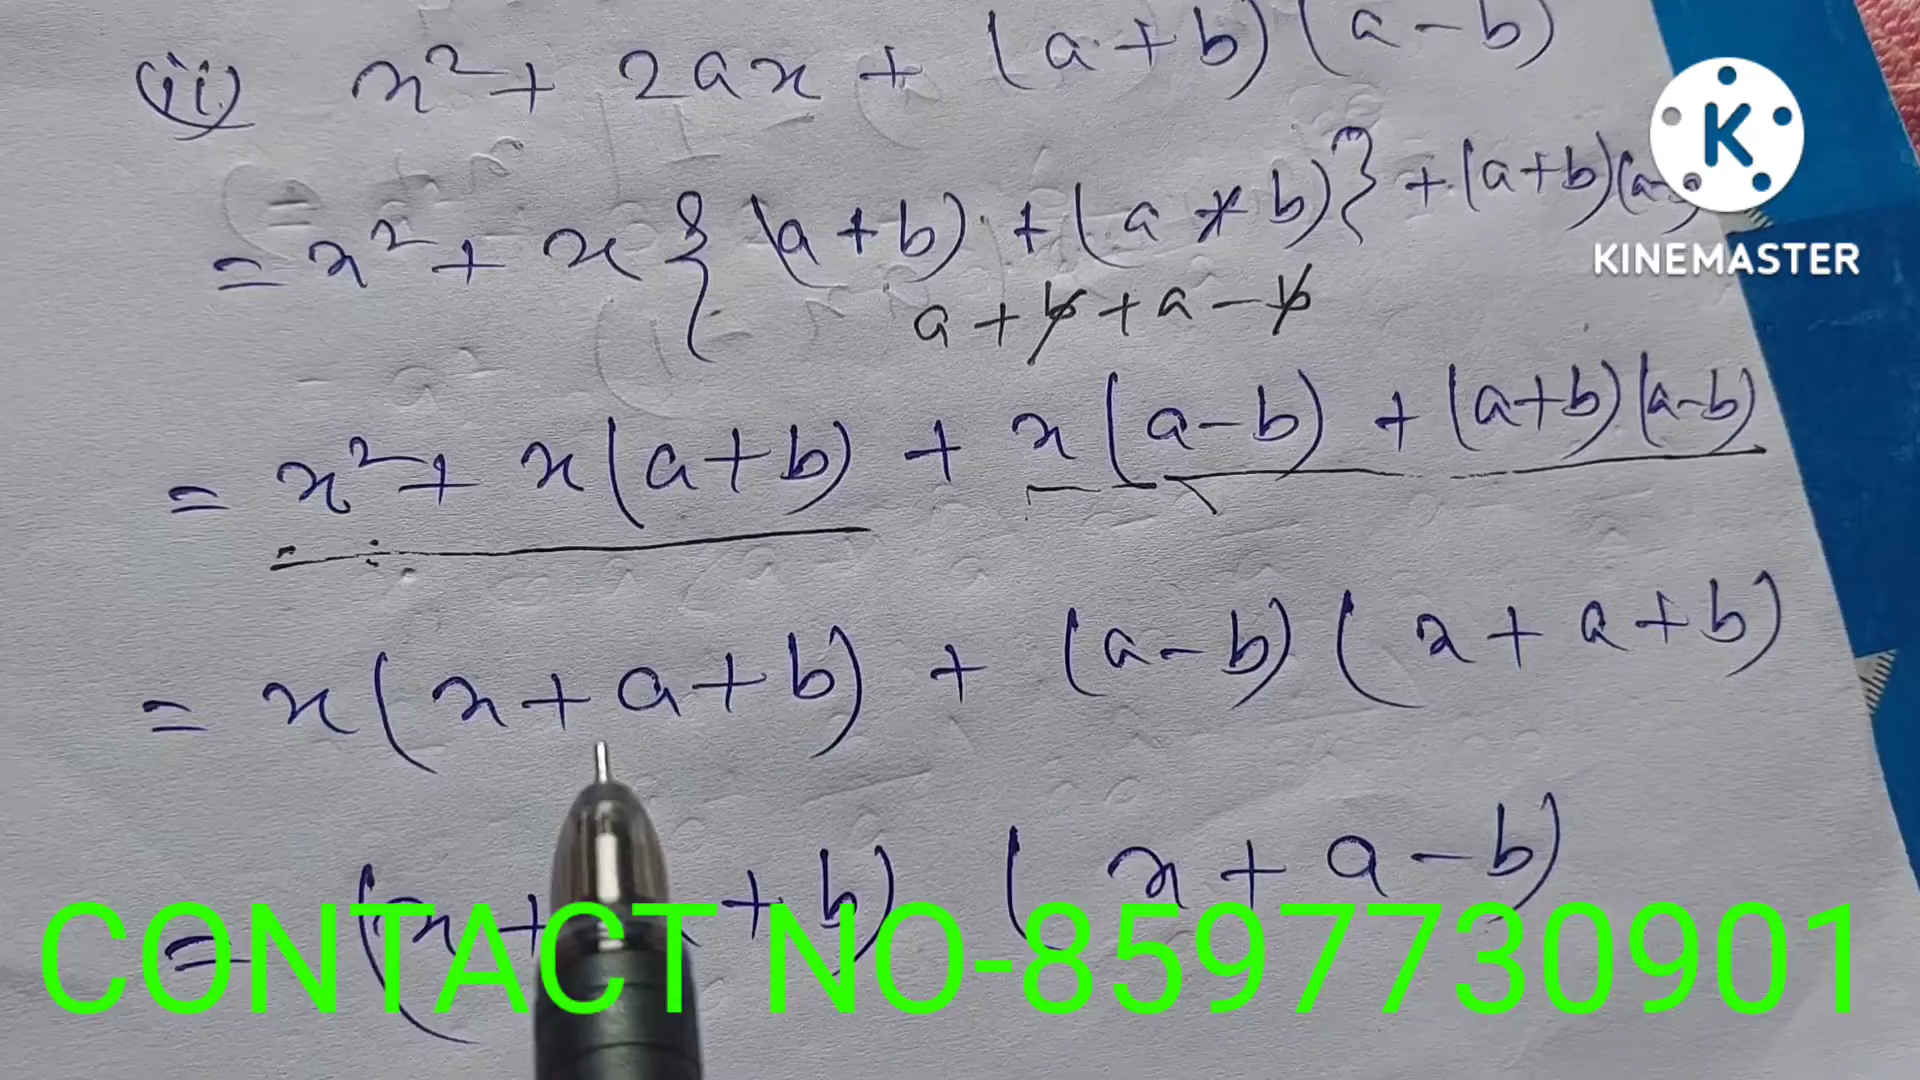 (ii) x² + 2ax + (a+b)(a-b)
= x² + x{(a+b) + (a-b)} + (a+b)(a-
K
KINEMASTER
a + b + a - b
= x² + x(a+b) + x(a-b) + (a+b)(a-b)
= x(x+a+b) + (a-b)(x+a+b)
= (x+ +b) (x+a-b)
CONTACT NO-8597730901